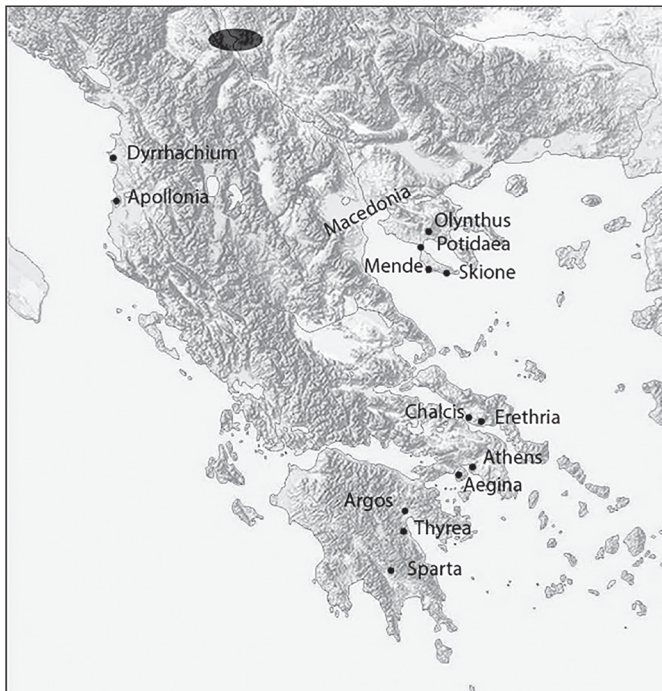 Dyrrhachium
Apollonia
Macedonia
Olynthus
Potidaea
Mende
Skione
Chalcis
Erethria
Athens
Aegina
Argos
Thyrea
Sparta